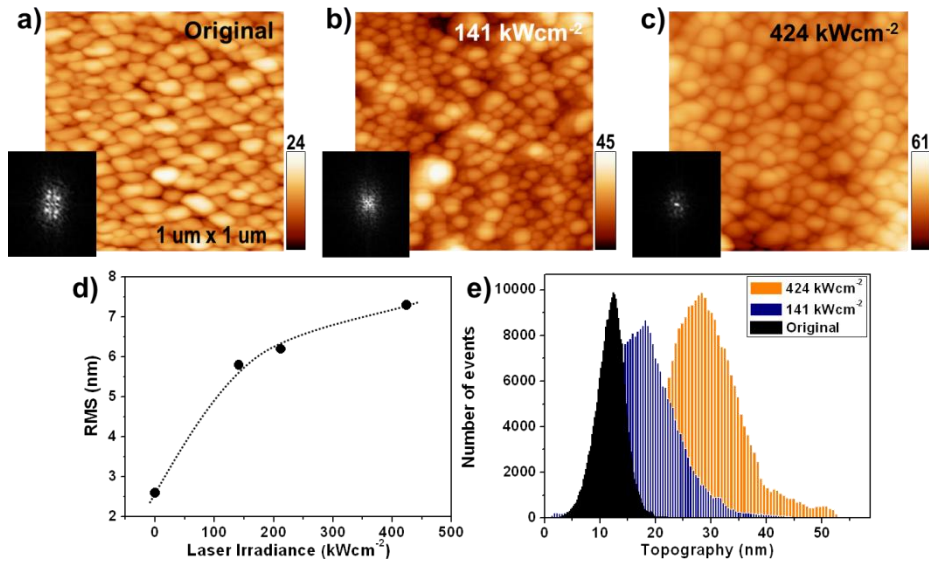 a)
Original
24
1 um x 1 um
b)
141 kWcm-2
45
c)
424 kWcm-2
61
d)
8
7
6
5
4
3
2
RMS (nm)
0 100 200 300 400 500
Laser Irradiance (kWcm-2)
e)
10000
8000
6000
4000
2000
0
Number of events
424 kWcm-2
141 kWcm-2
Original
0 10 20 30 40 50
Topography (nm)